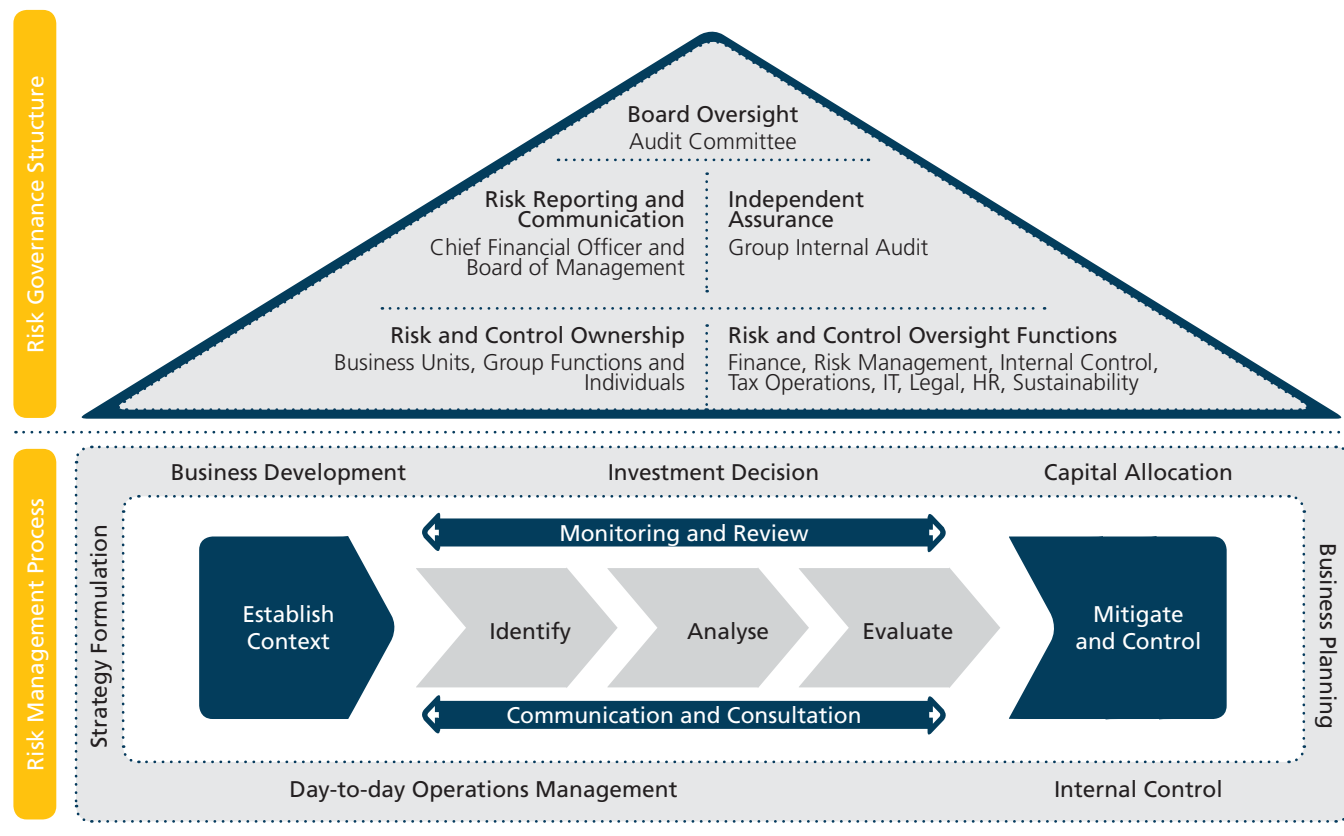 Risk Governance Structure
Board Oversight
Audit Committee
Risk Reporting and
Communication
Chief Financial Officer and
Board of Management
Independent
Assurance
Group Internal Audit
Risk and Control Ownership
Business Units, Group Functions and
Individuals
Risk and Control Oversight Functions
Finance, Risk Management, Internal Control,
Tax Operations, IT, Legal, HR, Sustainability
Risk Management Process
Business Development
Investment Decision
Capital Allocation
Strategy Formulation
Monitoring and Review
Establish
Context
Identify
Analyse
Evaluate
Mitigate
and Control
Communication and Consultation
Business Planning
Day-to-day Operations Management
Internal Control